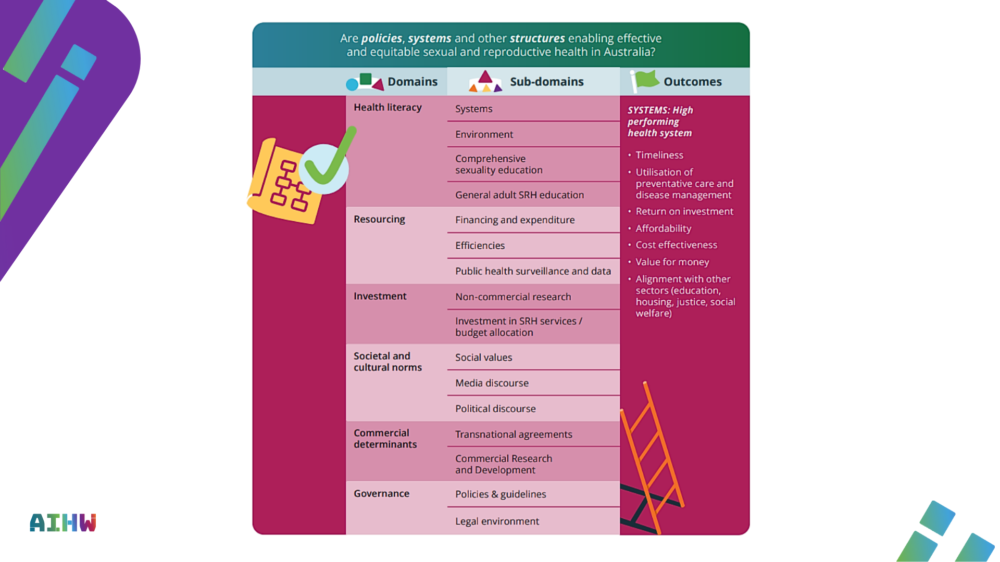 Are policies, systems and other structures enabling effective
and equitable sexual and reproductive health in Australia?
Domains
Sub-domains
Outcomes
Health literacy
Systems
Environment
Comprehensive
sexuality education
General adult SRH education
Resourcing
Financing and expenditure
Efficiencies
Public health surveillance and data
Investment
Non-commercial research
Investment in SRH services /
budget allocation
Societal and
cultural norms
Social values
Media discourse
Political discourse
Commercial
determinants
Transnational agreements
Commercial Research
and Development
Governance
Policies & guidelines
Legal environment
SYSTEMS: High
performing
health system
• Timeliness
• Utilisation of
preventative care and
disease management
• Return on investment
• Affordability
• Cost effectiveness
• Value for money
• Alignment with other
sectors (education,
housing, justice, social
welfare)
AIHW